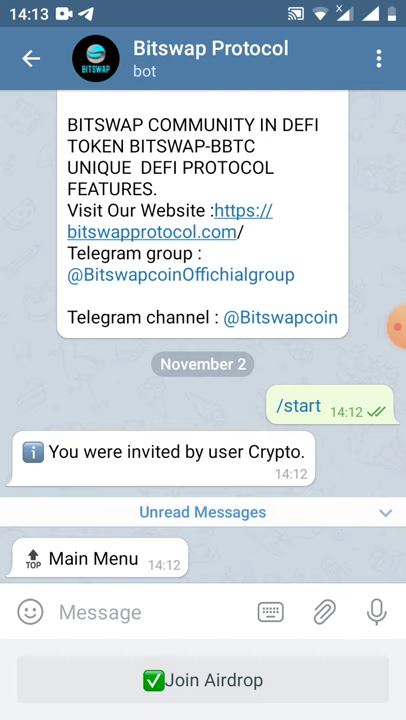 14:13
Bitswap Protocol
BITSWAP
bot
BITSWAP COMMUNITY IN DEFI
TOKEN BITSWAP-BBTC
UNIQUE  DEFI PROTOCOL
FEATURES.
Visit Our Website :https://
bitswapprotocol.com/
Telegram group :
@BitswapcoinOffichialgroup
Telegram channel : @Bitswapcoin
November 2
/start 14:12
You were invited by user Crypto.
14:12
Unread Messages
TOP Main Menu 14:12
Message
Join Airdrop